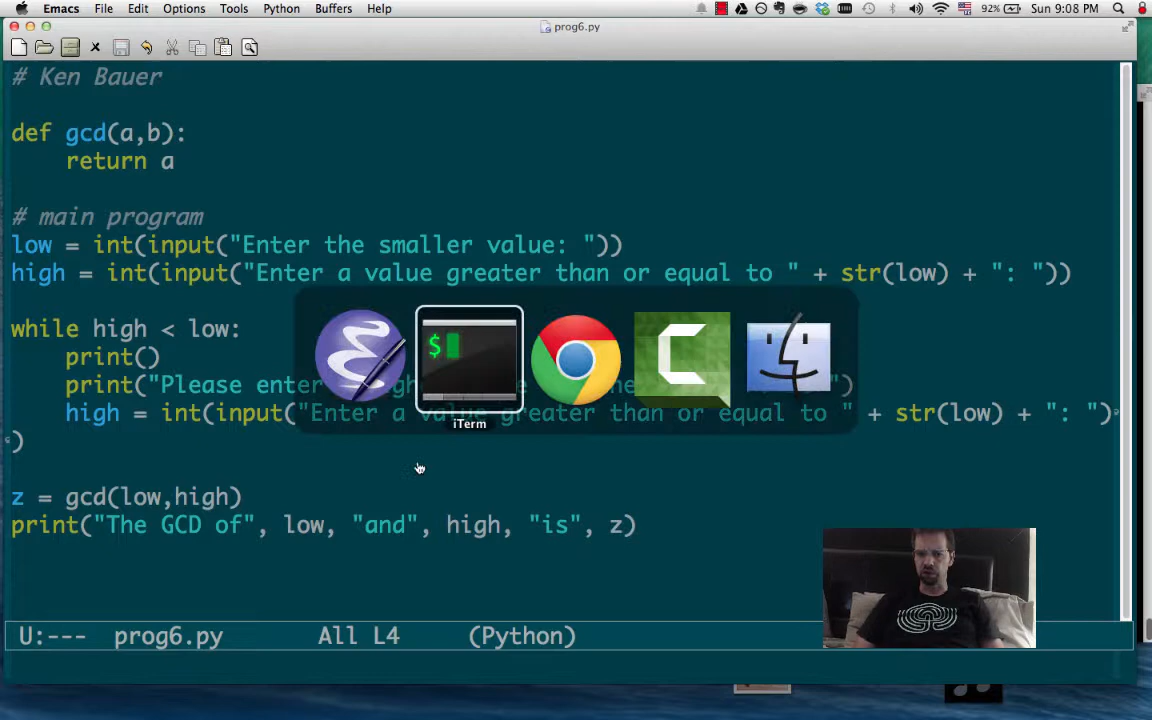 Emacs File Edit Options Tools Python Buffers Help 92% Sun 9:08 PM
prog6.py
# Ken Bauer
def gcd(a,b):
return a
# main program
low = int(input("Enter the smaller value: "))
high = int(input("Enter a value greater than or equal to " + str(low) + ": "))
while high < low:
print()
print("Please enter ")
high = int(input("Enter a value greater than or equal to " + str(low) + ": ")
)
$
iTerm
z = gcd(low,high)
print("The GCD of", low, "and", high, "is", z)
U:--- prog6.py All L4 (Python)